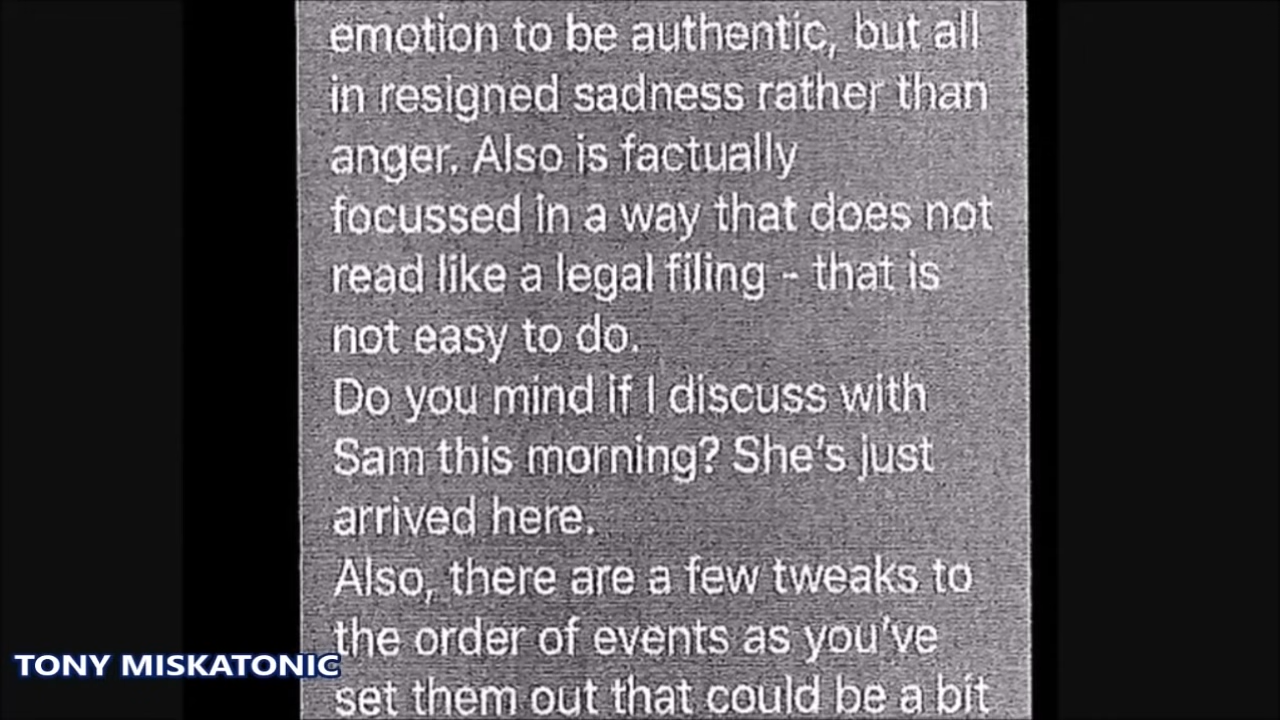 emotion to be authentic, but all
in resigned sadness rather than
anger. Also is factually
focussed in a way that does not
read like a legal filing - that is
not easy to do.
Do you mind if I discuss with
Sam this morning? She's just
arrived here.
Also, there are a few tweaks to
the order of events as you've
set them out that could be a bit
TONY MISKATONIC